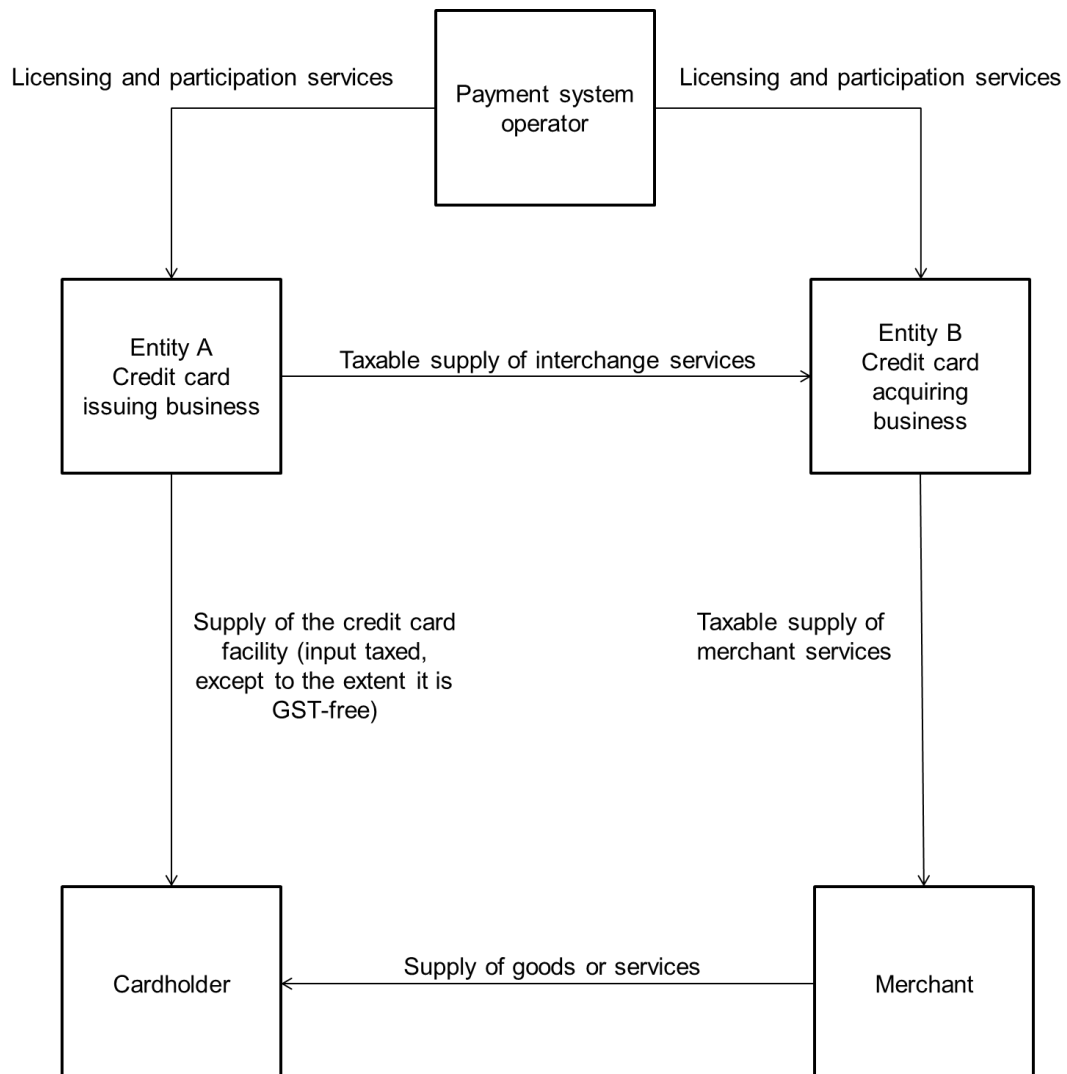 Licensing and participation services
Payment system
operator
Licensing and participation services
Entity A
Credit card
issuing business
Taxable supply of interchange services
Entity B
Credit card
acquiring
business
Supply of the credit card
facility (input taxed,
except to the extent it is
GST-free)
Taxable supply of
merchant services
Cardholder
Supply of goods or services
Merchant